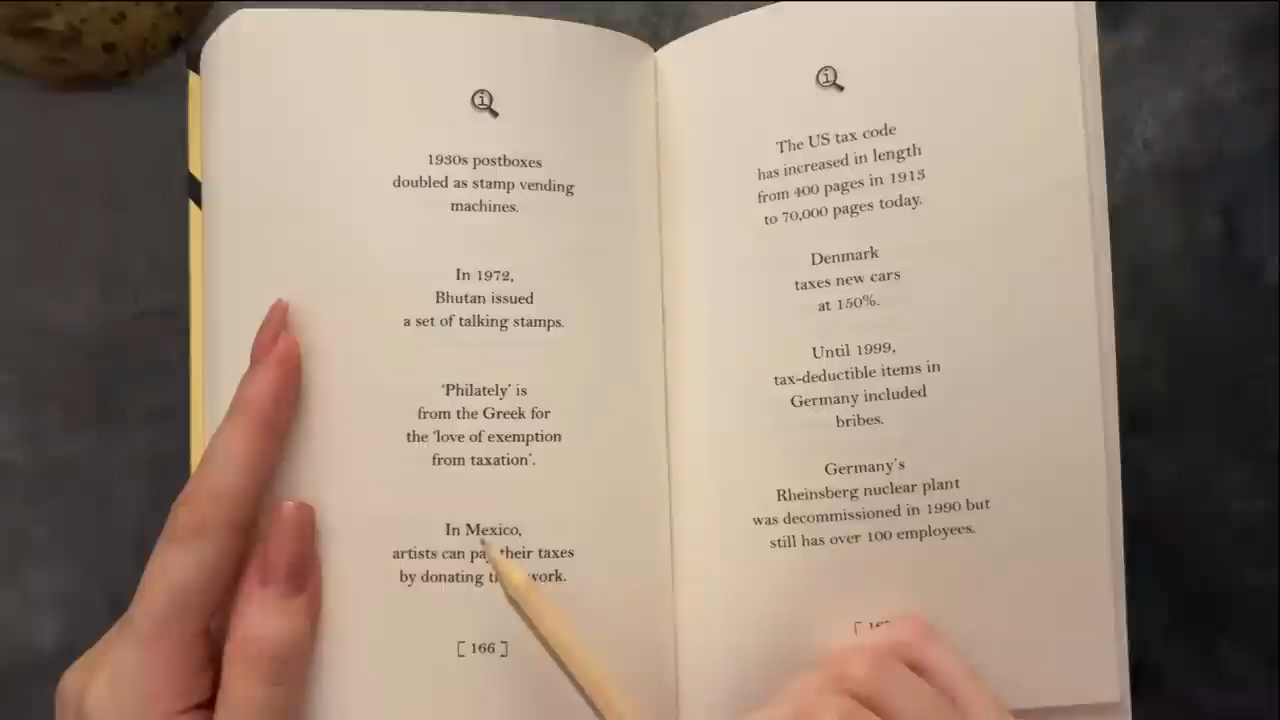 1930s postboxes
doubled as stamp vending
machines.
In 1972,
Bhutan issued
a set of talking stamps.
‘Philately’ is
from the Greek for
the ‘love of exemption
from taxation’.
In Mexico,
artists can pay their taxes
by donating work.
[ 166 ]
The US tax code
has increased in length
from 400 pages in 1913
to 70,000 pages today.
Denmark
taxes new cars
at 150%.
Until 1999,
tax-deductible items in
Germany included
bribes.
Germany’s
Rheinsberg nuclear plant
was decommissioned in 1990 but
still has over 100 employees.